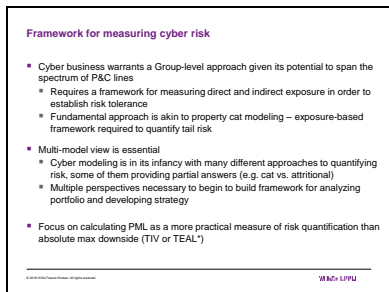 Framework for measuring cyber risk
Cyber business warrants a Group-level approach given its potential to span the
spectrum of P&C lines
Requires a framework for measuring direct and indirect exposure in order to
establish risk tolerance
Fundamental approach is akin to property cat modeling – exposure-based
framework required to quantify tail risk
Multi-model view is essential
Cyber modeling is in its infancy with many different approaches to quantifying
risk, some of them providing partial answers (e.g. cat vs. attritional)
Multiple perspectives necessary to begin to build framework for analyzing
portfolio and developing strategy
Focus on calculating PML as a more practical measure of risk quantification than
absolute max downside (TIV or TEAL*)
All rights reserved.